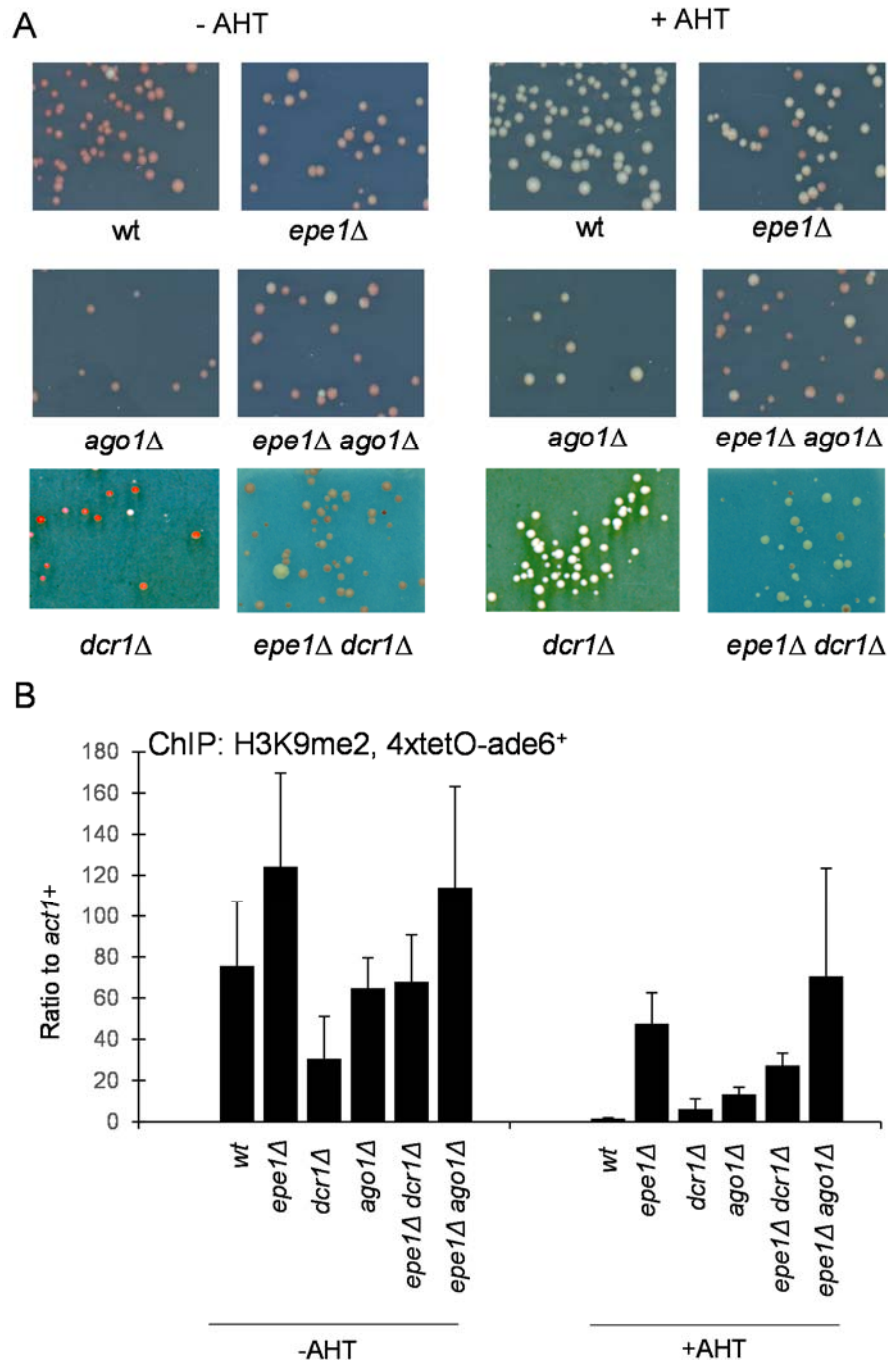 A
- AHT
+ AHT
wt
epe1Δ
wt
epe1Δ
ago1Δ
epe1Δ ago1Δ
ago1Δ
epe1Δ ago1Δ
dcr1Δ
epe1Δ dcr1Δ
dcr1Δ
epe1Δ dcr1Δ
B
ChIP: H3K9me2, 4xtetO-ade6+
Ratio to act1+
180
160
140
120
100
80
60
40
20
0
wt
epe1Δ
dcr1Δ
ago1Δ
epe1Δ dcr1Δ
epe1Δ ago1Δ
wt
epe1Δ
dcr1Δ
ago1Δ
epe1Δ dcr1Δ
epe1Δ ago1Δ
-AHT
+AHT